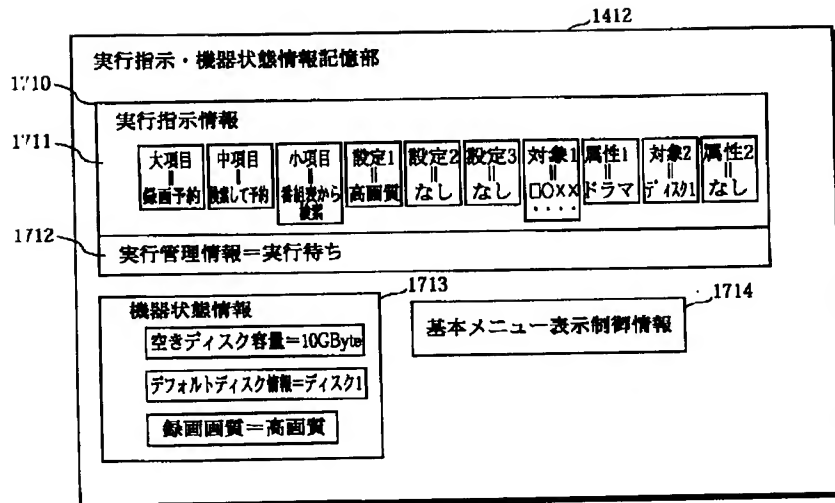 1412
実行指示・機器状態情報記憶部
1710
実行指示情報
1711
大項目
‖
録画予約
中項目
‖
検索して予約
小項目
‖
番組表から
検索
設定1
‖
高画質
設定2
‖
なし
設定3
‖
なし
対象1
‖
□○××
‥‥
属性1
‖
ドラマ
対象2
‖
ディスク1
属性2
‖
なし
1712
実行管理情報＝実行待ち
1713
機器状態情報
空きディスク容量＝10GByte
デフォルトディスク情報＝ディスク1
録画画質＝高画質
1714
基本メニュー表示制御情報